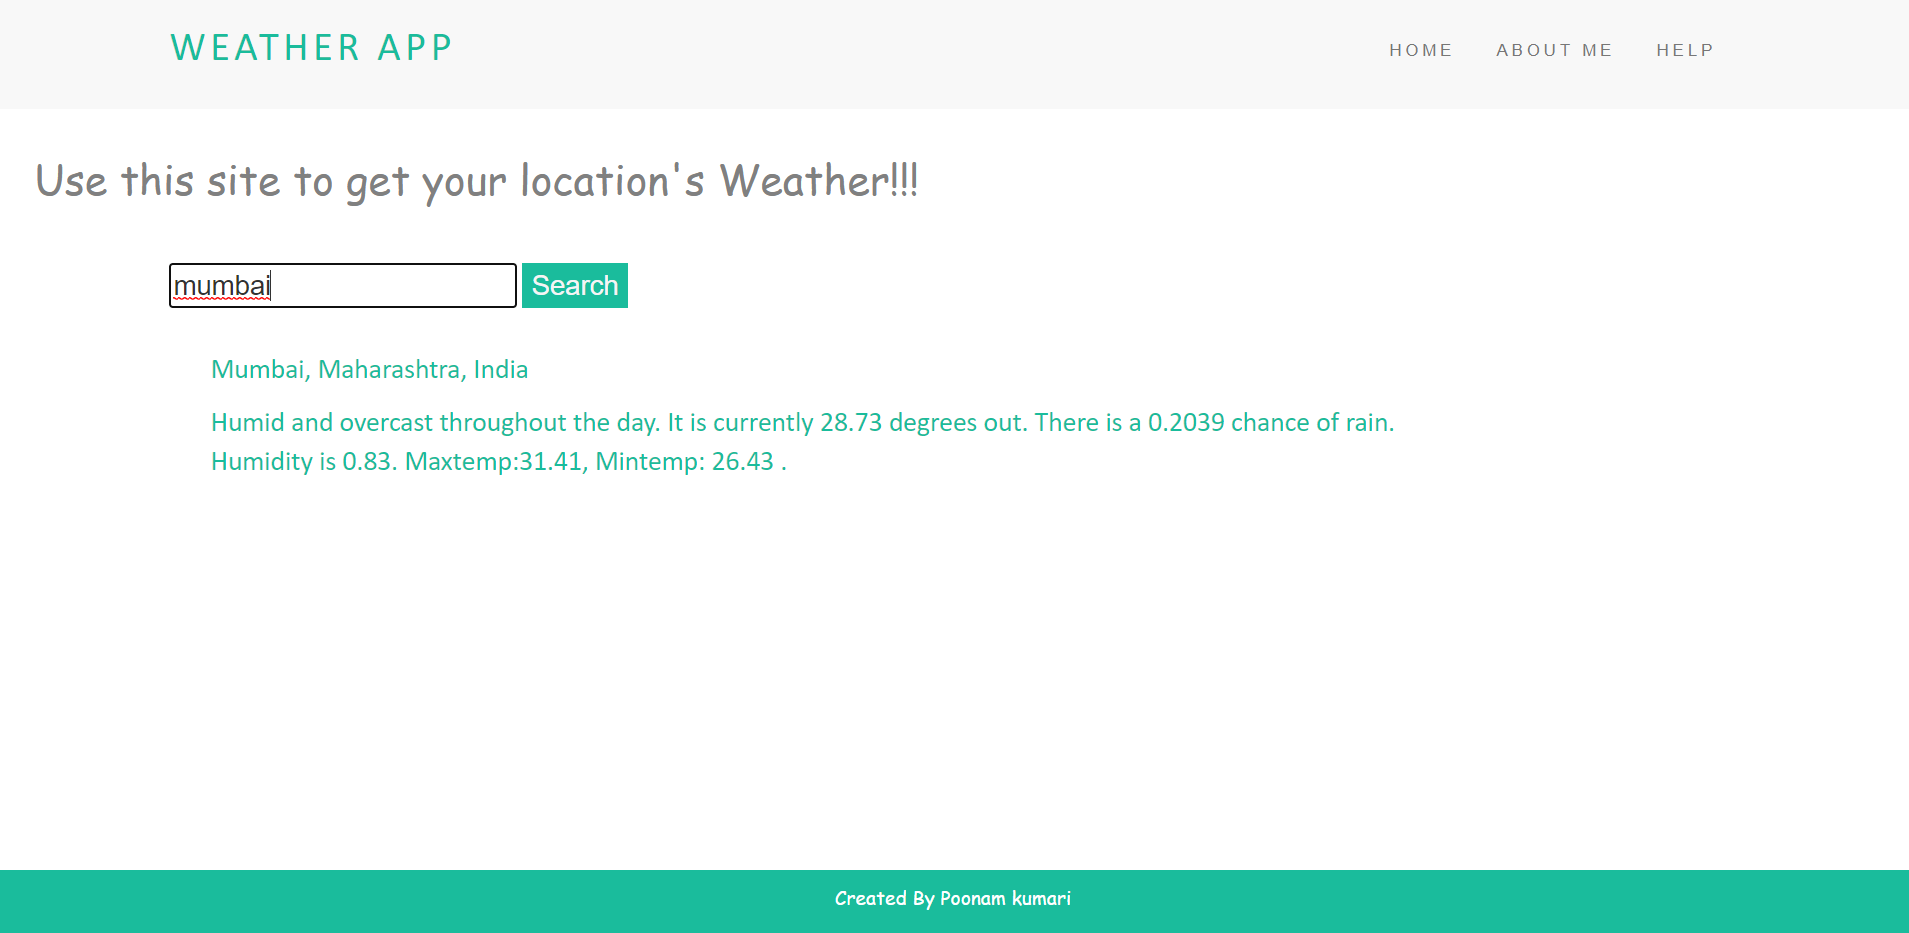 WEATHER APP
HOME ABOUT ME HELP
Use this site to get your location's Weather!!!
mumbai Search
Mumbai, Maharashtra, India
Humid and overcast throughout the day. It is currently 28.73 degrees out. There is a 0.2039 chance of rain.
Humidity is 0.83. Maxtemp:31.41, Mintemp: 26.43 .
Created By Poonam kumari